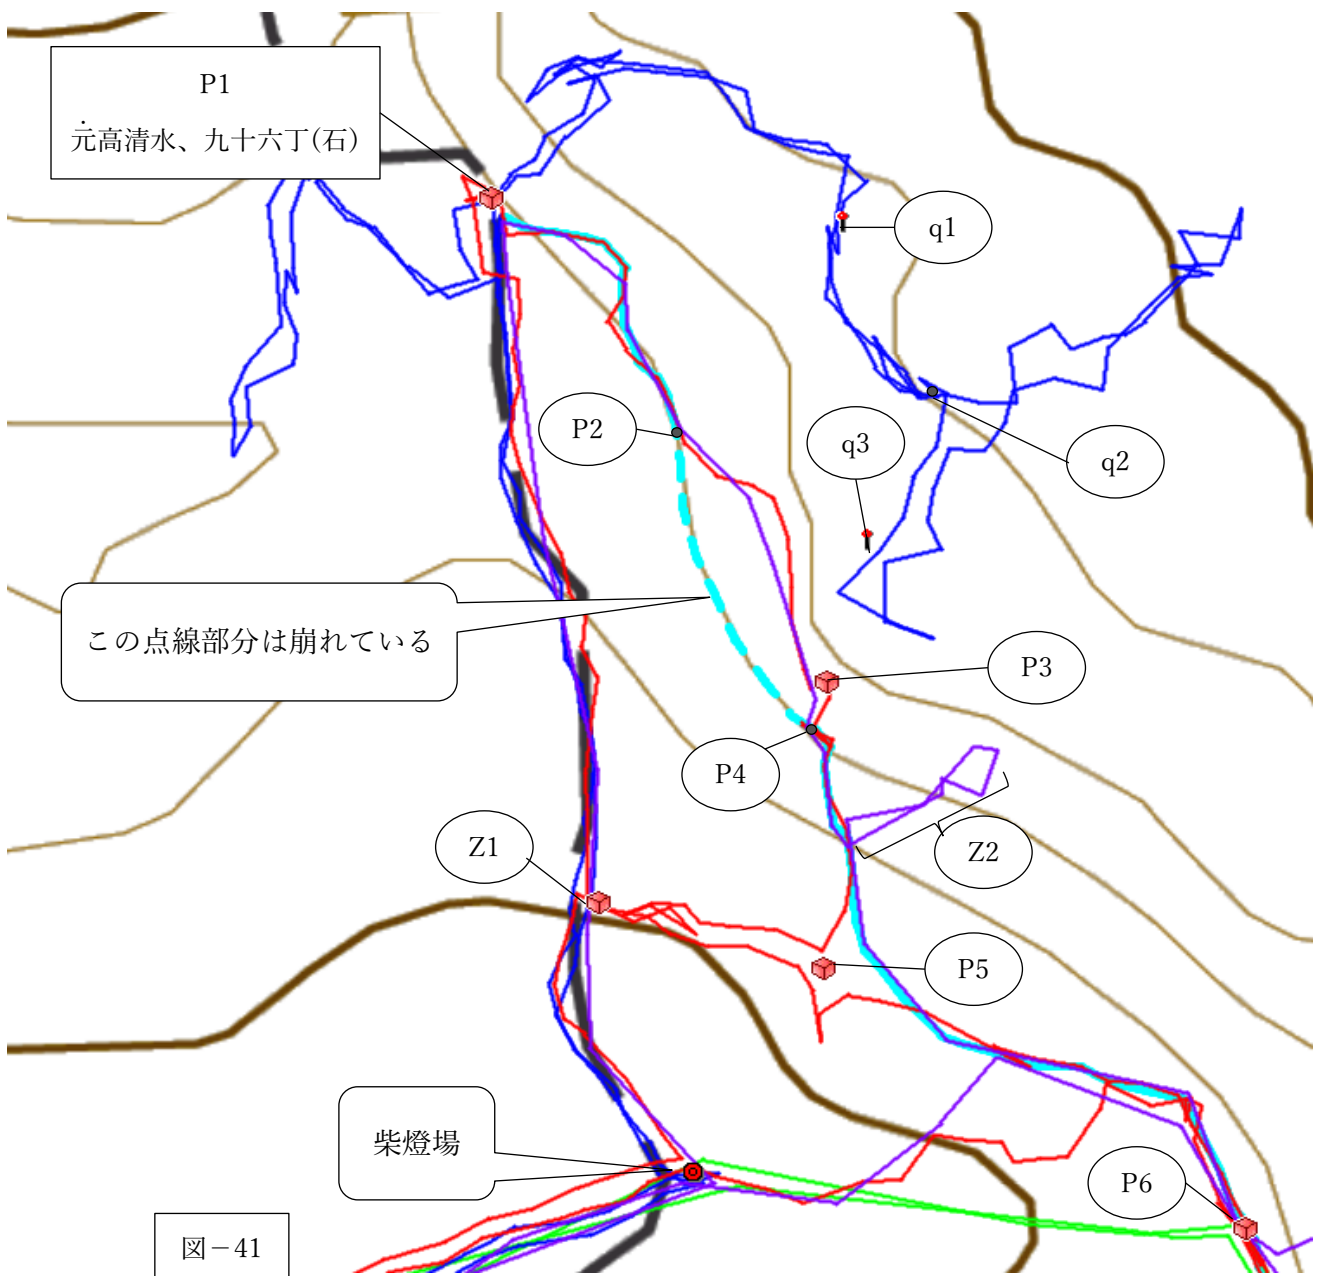 P1
元高清水、九十六丁(石)
q1
P2
q3
q2
この点線部分は崩れている
P3
P4
Z1
Z2
P5
柴燈場
P6
図－41